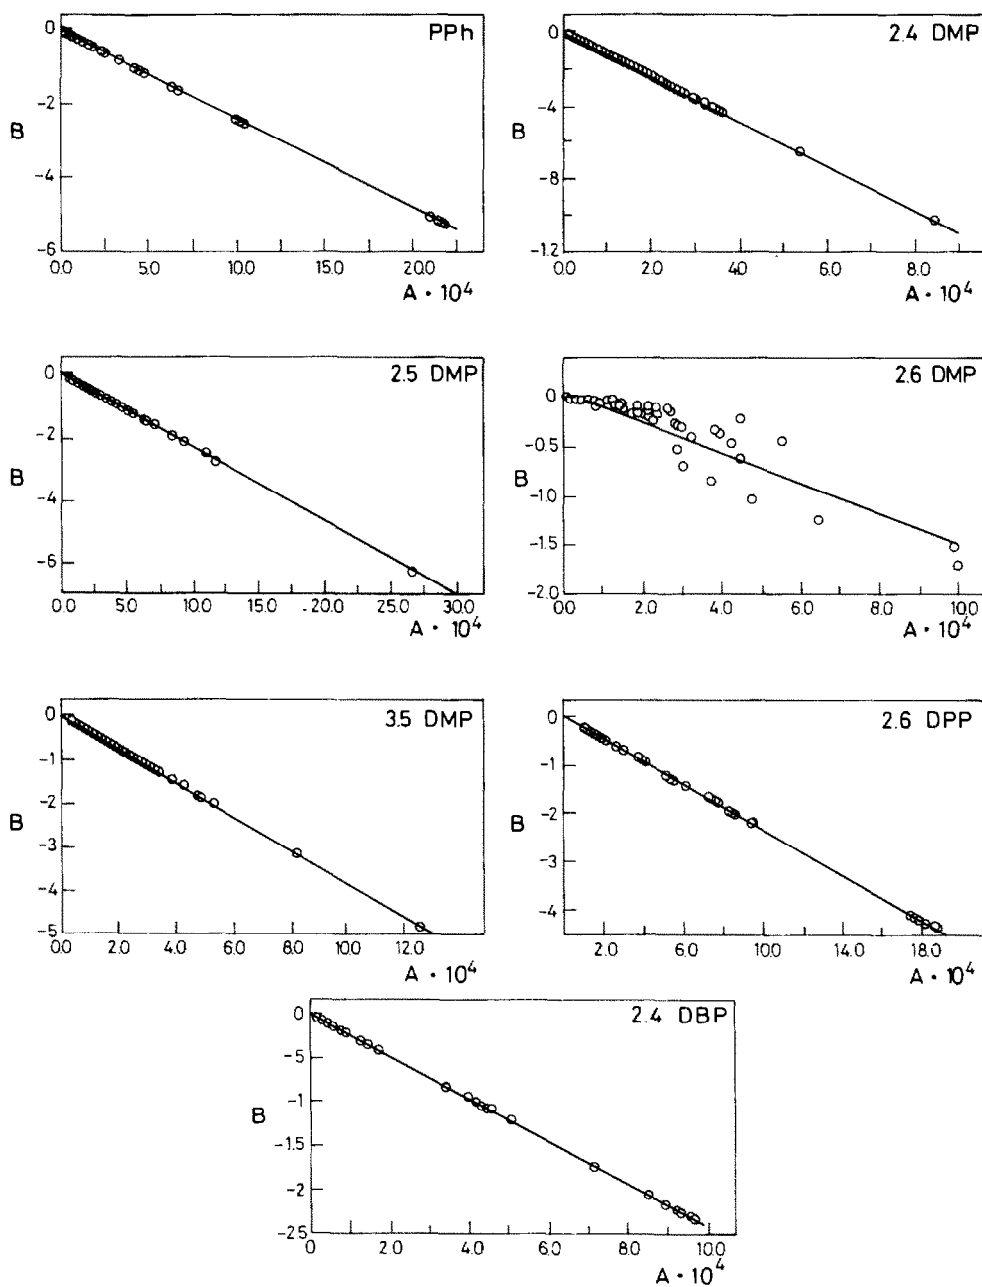 PPh
0
-2
B
-4
-6
0.0 5.0 10.0 15.0 20.0
A · 10⁴
2.4 DMP
0
-4
B
-8
-12
0.0 4.0 8.0
A · 10⁴
2.5 DMP
0
-2
B
-4
-6
0.0 5.0 10.0 15.0 20.0 25.0 30.0
A · 10⁴
2.6 DMP
0
-0.5
B
-1.0
-1.5
-2.0
0.0 2.0 4.0 6.0 8.0 10.0
A · 10⁴
3.5 DMP
0
-1
-2
B
-3
-4
-5
0.0 2.0 4.0 6.0 8.0 10.0 12.0
A · 10⁴
2.6 DPP
0
-1
-2
B
-3
-4
2.0 6.0 10.0 14.0 18.0
A · 10⁴
2.4 DBP
0
-.5
-1
B
-1.5
-2
-2.5
0 2.0 4.0 6.0 8.0 10.0
A · 10⁴